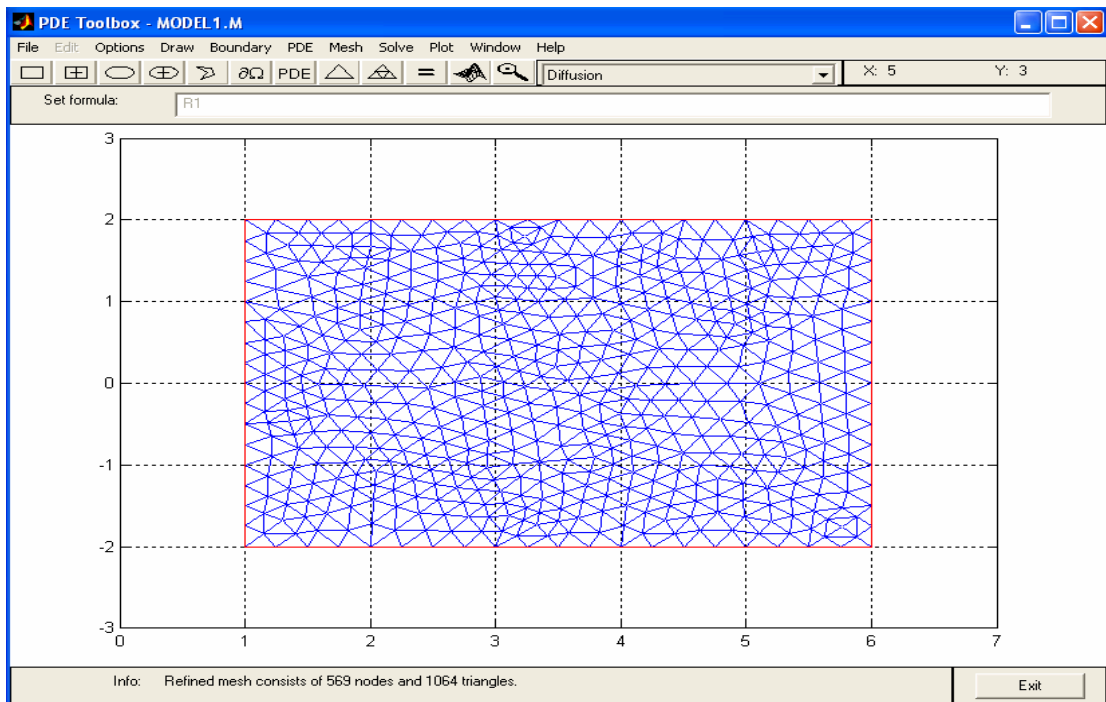 PDE Toolbox - MODEL1.M
File Edit Options Draw Boundary PDE Mesh Solve Plot Window Help
∂Ω PDE = Diffusion X: 5 Y: 3
Set formula: R1
3
2
1
0
-1
-2
-3
0 1 2 3 4 5 6 7
Info: Refined mesh consists of 569 nodes and 1064 triangles. Exit